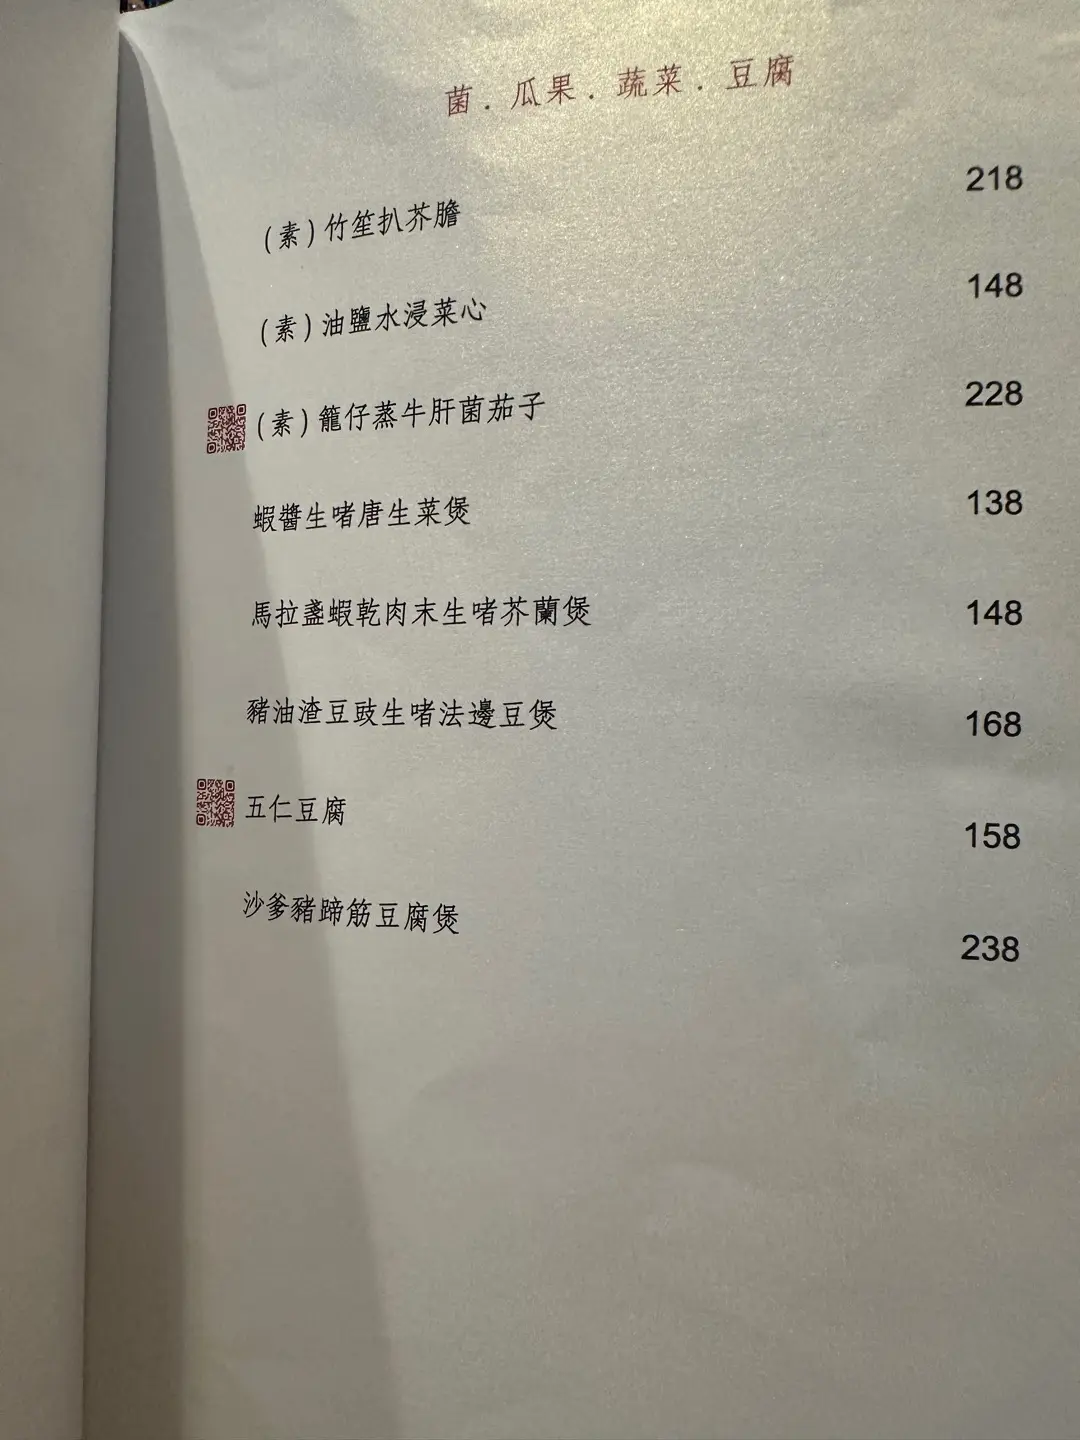 菌．瓜果．蔬菜．豆腐
(素)竹笙扒芥膽 218
(素)油鹽水浸菜心 148
(素)籠仔蒸牛肝菌茄子 228
蝦醬生啫唐生菜煲 138
馬拉盞蝦乾肉末生啫芥蘭煲 148
豬油渣豆豉生啫法邊豆煲 168
五仁豆腐 158
沙爹豬蹄筋豆腐煲 238